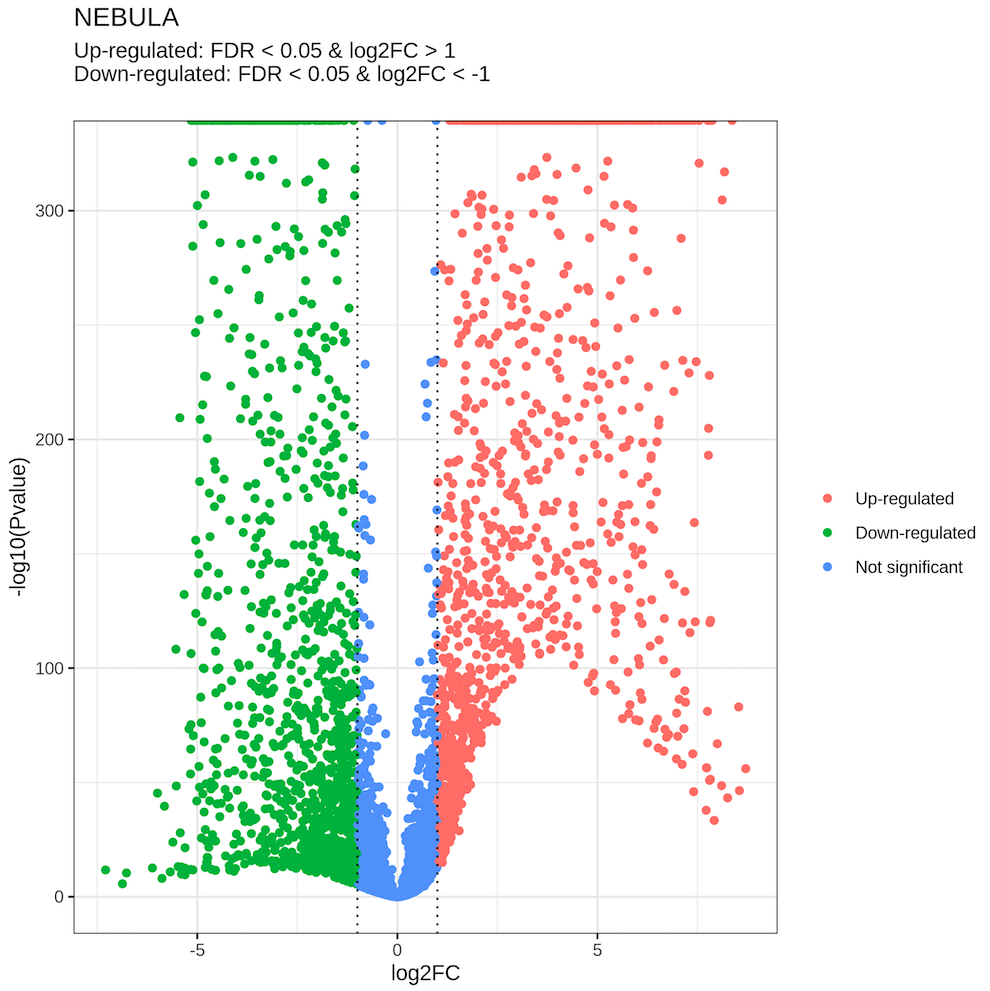 NEBULA
Up-regulated: FDR < 0.05 & log2FC > 1
Down-regulated: FDR < 0.05 & log2FC < -1
300
200
100
0
-log10(Pvalue)
-5 0 5
log2FC
Up-regulated
Down-regulated
Not significant